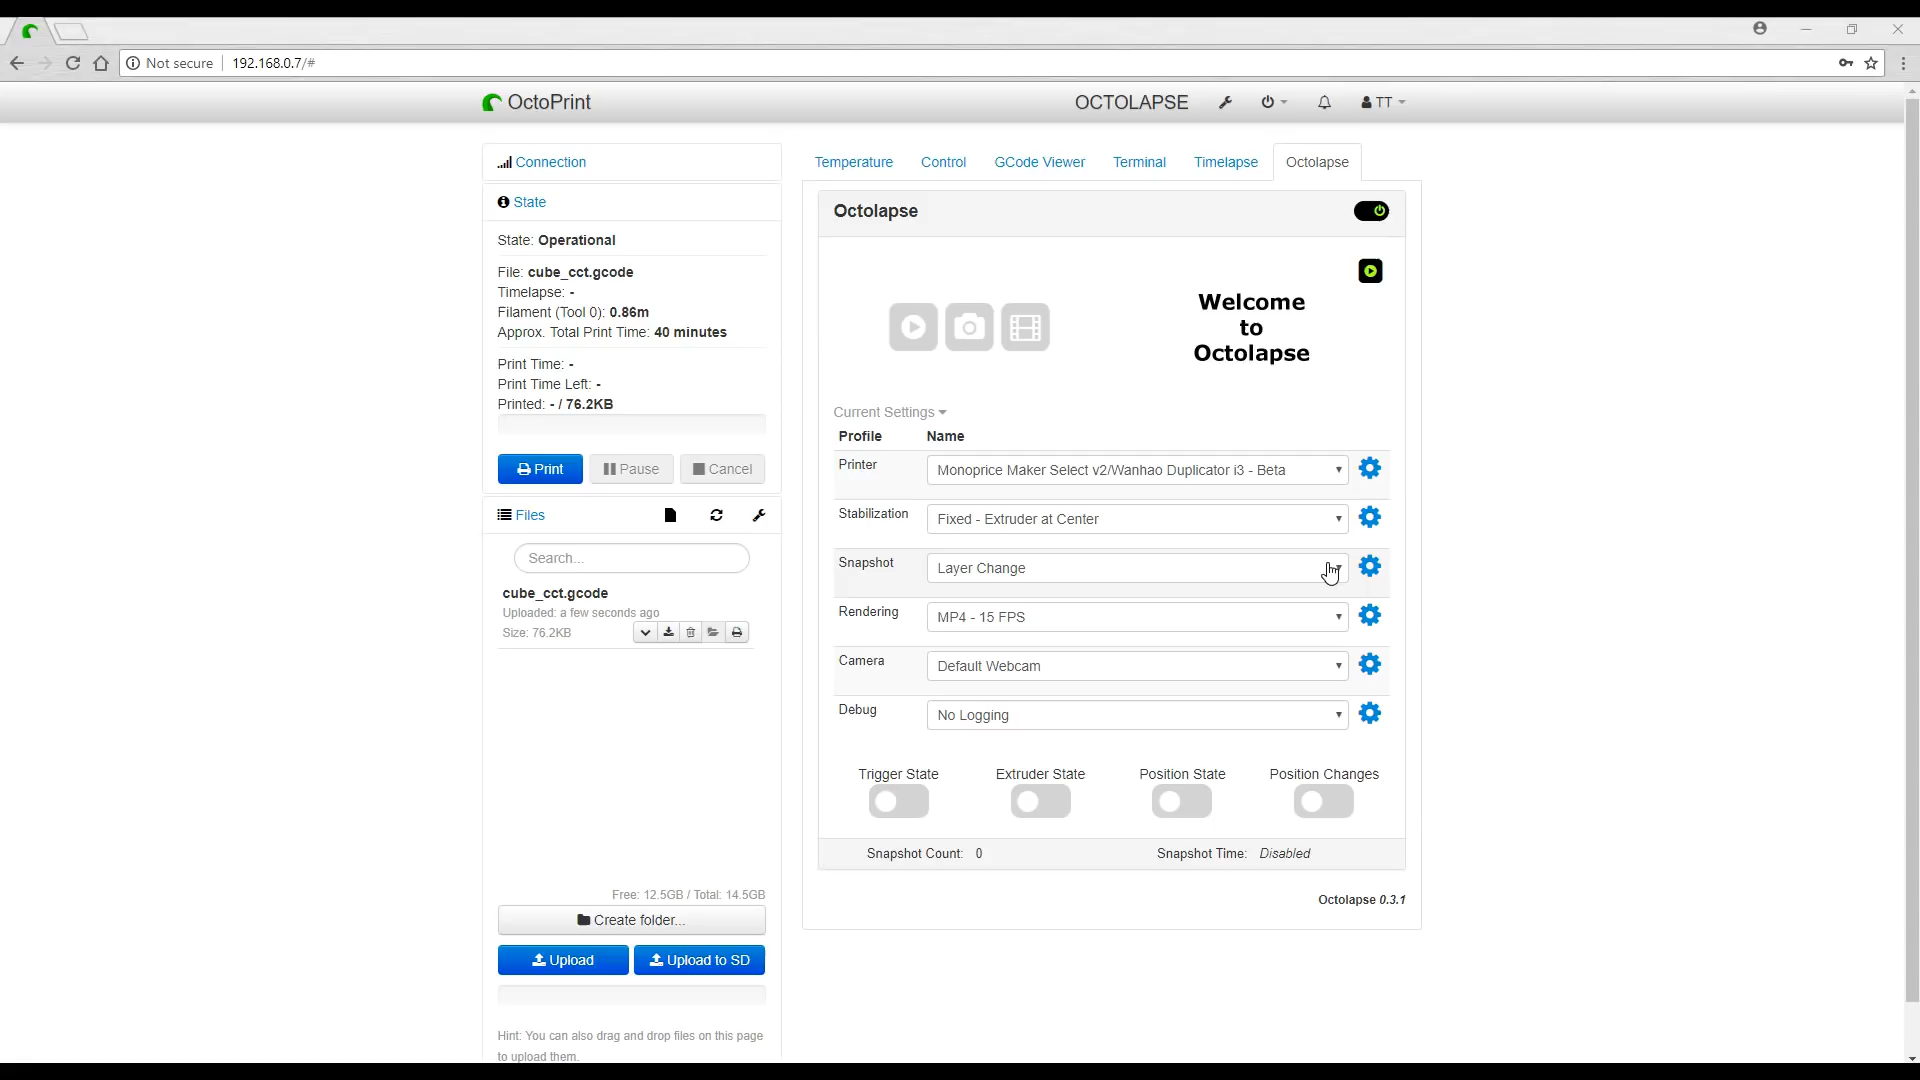 Not secure
192.168.0.7/#
OctoPrint
OCTOLAPSE
TT
Connection
State
State: Operational
File: cube_cct.gcode
Timelapse: -
Filament (Tool 0): 0.86m
Approx. Total Print Time: 40 minutes
Print Time: -
Print Time Left: -
Printed: - / 76.2KB
Print
Pause
Cancel
Files
Search...
cube_cct.gcode
Uploaded: a few seconds ago
Size: 76.2KB
Free: 12.5GB / Total: 14.5GB
Create folder...
Upload
Upload to SD
Hint: You can also drag and drop files on this page
to upload them.
Temperature
Control
GCode Viewer
Terminal
Timelapse
Octolapse
Octolapse
Welcome
to
Octolapse
Current Settings
Profile Name
Printer Monoprice Maker Select v2/Wanhao Duplicator i3 - Beta
Stabilization Fixed - Extruder at Center
Snapshot Layer Change
Rendering MP4 - 15 FPS
Camera Default Webcam
Debug No Logging
Trigger State
Extruder State
Position State
Position Changes
Snapshot Count: 0
Snapshot Time: Disabled
Octolapse 0.3.1